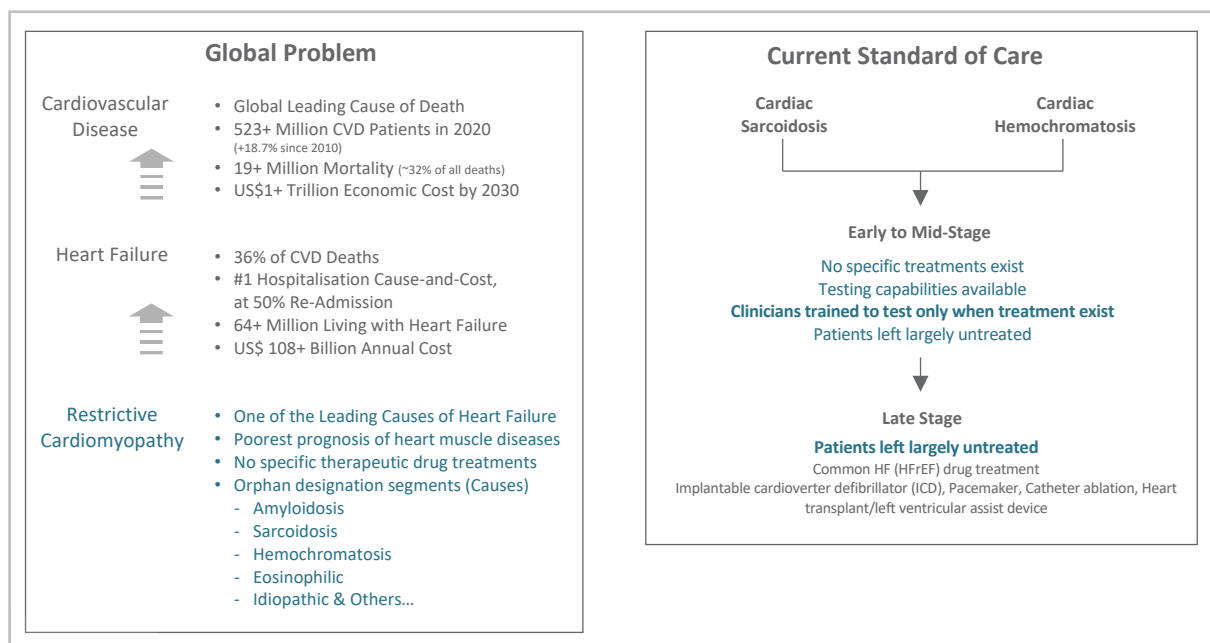 Global Problem
Cardiovascular
Disease
• Global Leading Cause of Death
• 523+ Million CVD Patients in 2020
(+18.7% since 2010)
• 19+ Million Mortality (~32% of all deaths)
• US$1+ Trillion Economic Cost by 2030
Heart Failure
• 36% of CVD Deaths
• #1 Hospitalisation Cause-and-Cost,
at 50% Re-Admission
• 64+ Million Living with Heart Failure
• US$ 108+ Billion Annual Cost
Restrictive
Cardiomyopathy
• One of the Leading Causes of Heart Failure
• Poorest prognosis of heart muscle diseases
• No specific therapeutic drug treatments
• Orphan designation segments (Causes)
- Amyloidosis
- Sarcoidosis
- Hemochromatosis
- Eosinophilic
- Idiopathic & Others...
Current Standard of Care
Cardiac
Sarcoidosis
Cardiac
Hemochromatosis
Early to Mid-Stage
No specific treatments exist
Testing capabilities available
Clinicians trained to test only when treatment exist
Patients left largely untreated
Late Stage
Patients left largely untreated
Common HF (HFrEF) drug treatment
Implantable cardioverter defibrillator (ICD), Pacemaker, Catheter ablation, Heart
transplant/left ventricular assist device